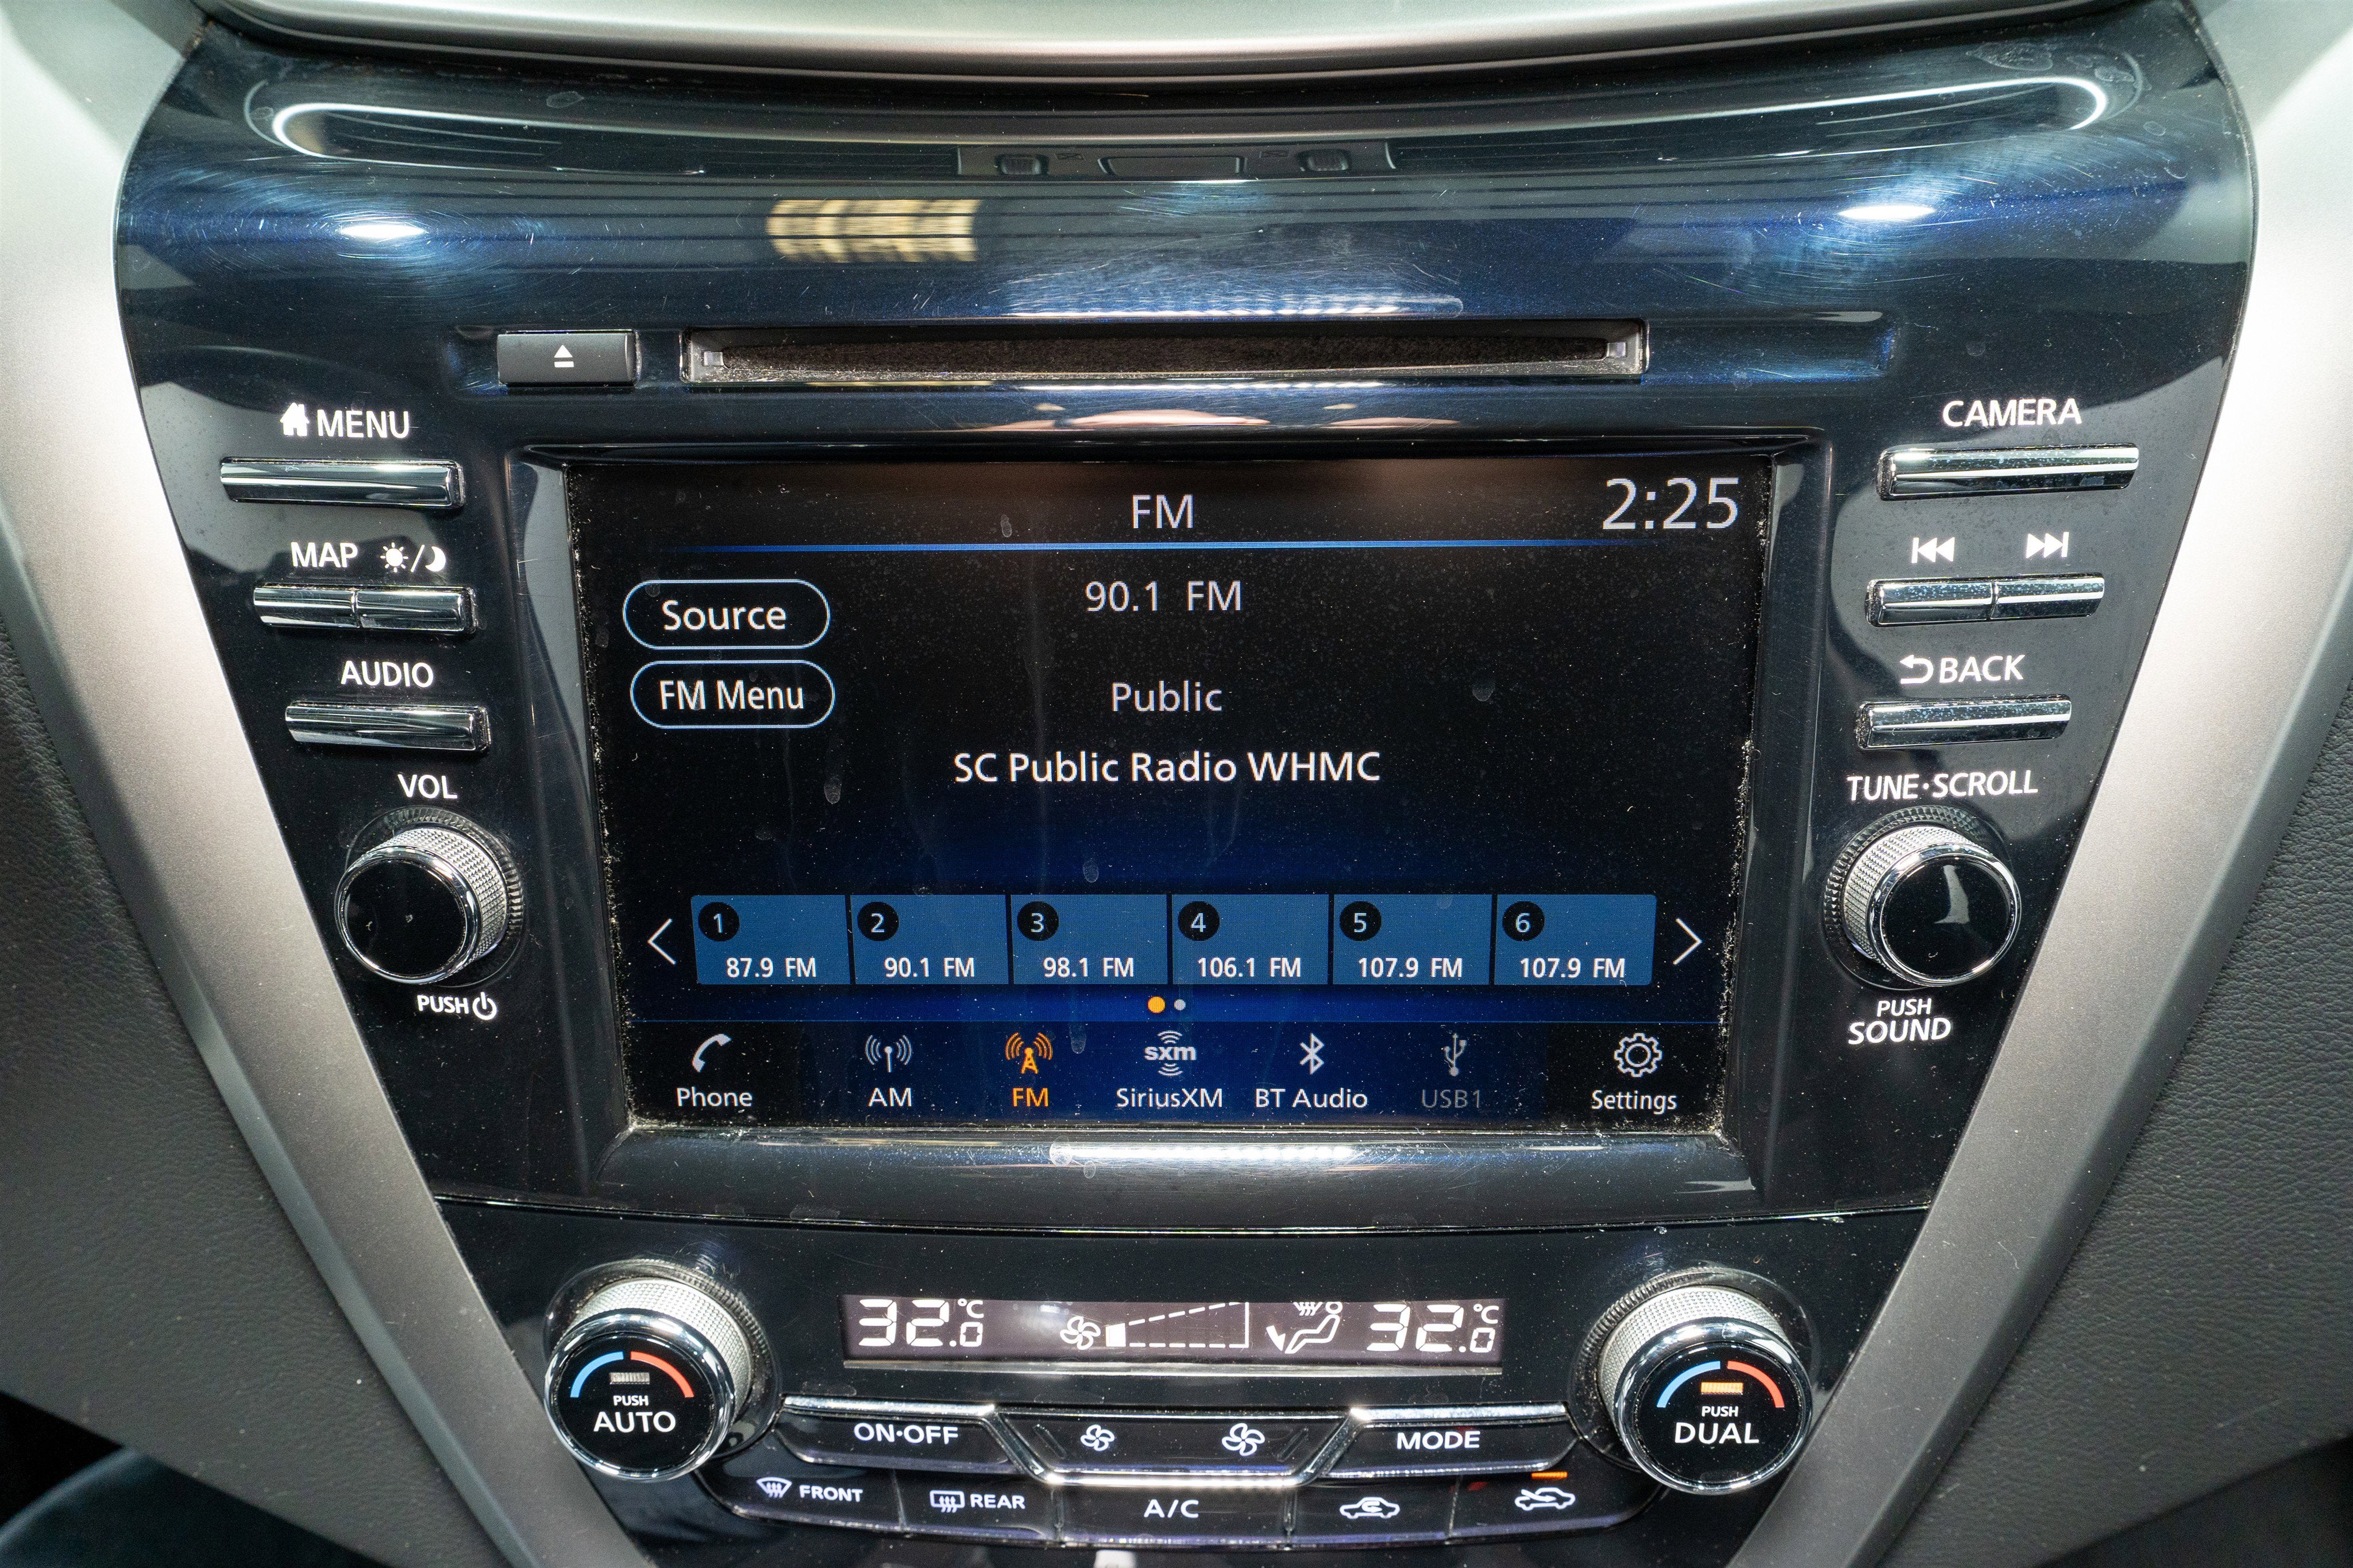 MENU
CAMERA
FM
2:25
MAP
90.1 FM
Source
AUDIO
BACK
FM Menu
Public
SC Public Radio WHMC
VOL
TUNE•SCROLL
1
2
3
4
5
6
87.9 FM
90.1 FM
98.1 FM
106.1 FM
107.9 FM
107.9 FM
PUSH
PUSH
SOUND
sxm
Phone
AM
FM
SiriusXM
BT Audio
USB1
Settings
32.0 °C
32.0 °C
PUSH
AUTO
PUSH
DUAL
ON•OFF
MODE
FRONT
REAR
A/C